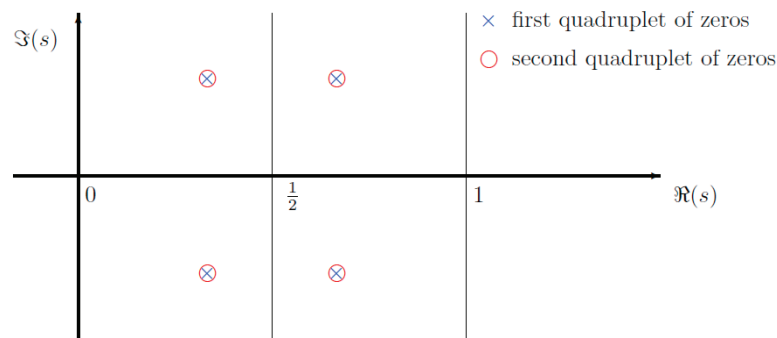 × first quadruplet of zeros
ℑ(s)
○ second quadruplet of zeros
0
1/2
1
ℜ(s)